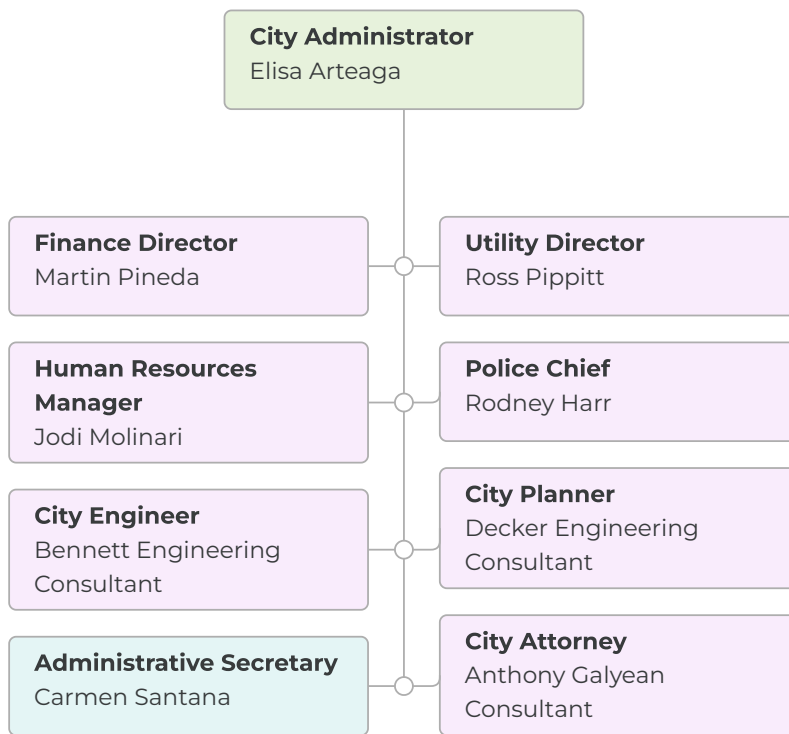 City Administrator
Elisa Arteaga
Finance Director
Martin Pineda
Utility Director
Ross Pippitt
Human Resources
Manager
Jodi Molinari
Police Chief
Rodney Harr
City Engineer
Bennett Engineering
Consultant
City Planner
Decker Engineering
Consultant
Administrative Secretary
Carmen Santana
City Attorney
Anthony Galyean
Consultant